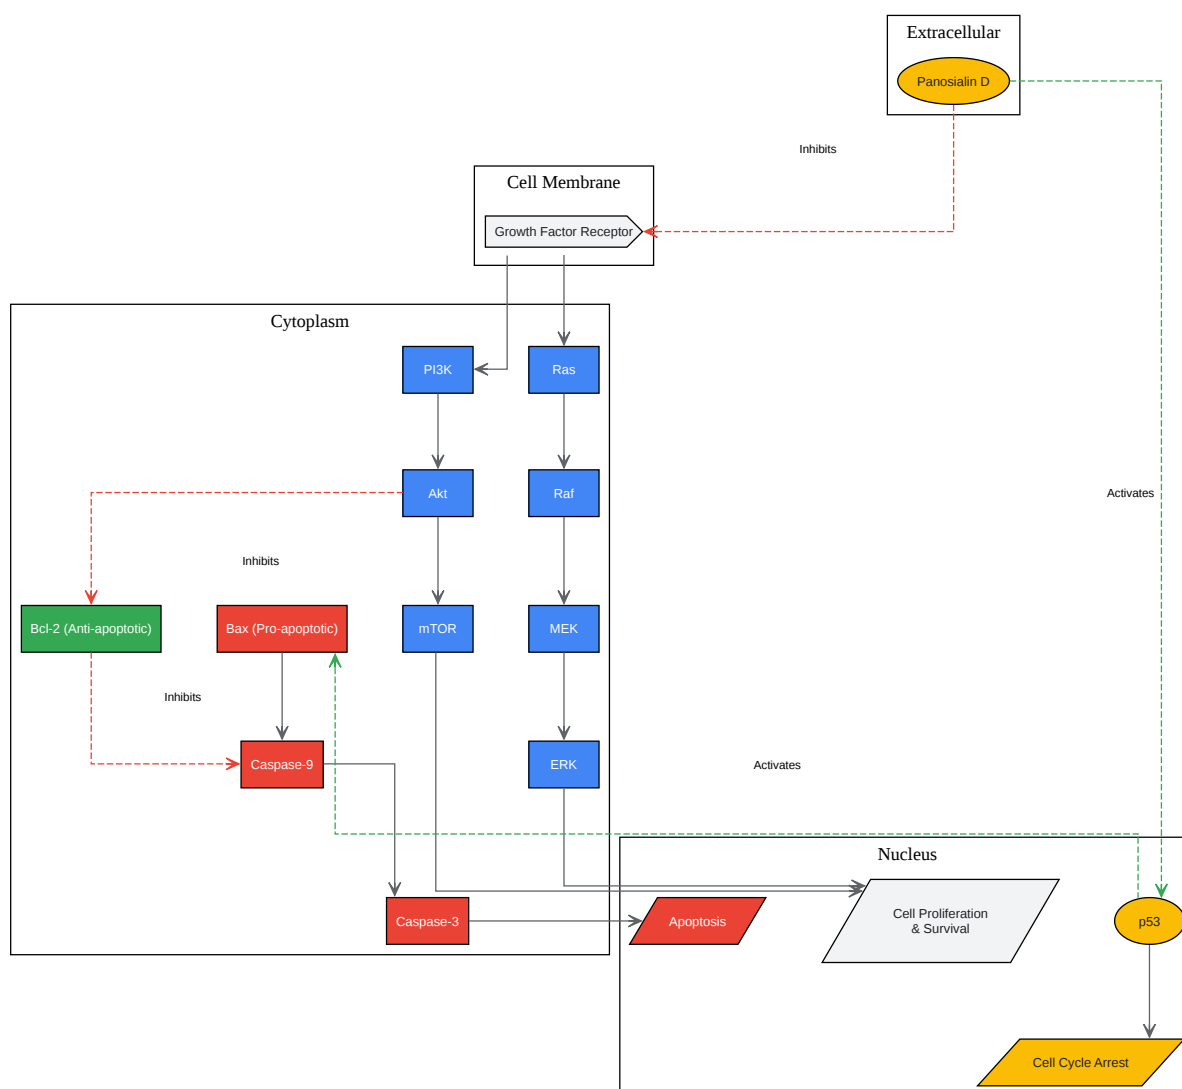 Extracellular
Panosialin D
Inhibits
Cell Membrane
Growth Factor Receptor
Cytoplasm
PI3K
Ras
Akt
Raf
Activates
Inhibits
Bcl-2 (Anti-apoptotic)
Bax (Pro-apoptotic)
mTOR
MEK
Inhibits
Caspase-9
ERK
Activates
Nucleus
Caspase-3
Apoptosis
Cell Proliferation
& Survival
p53
Cell Cycle Arrest